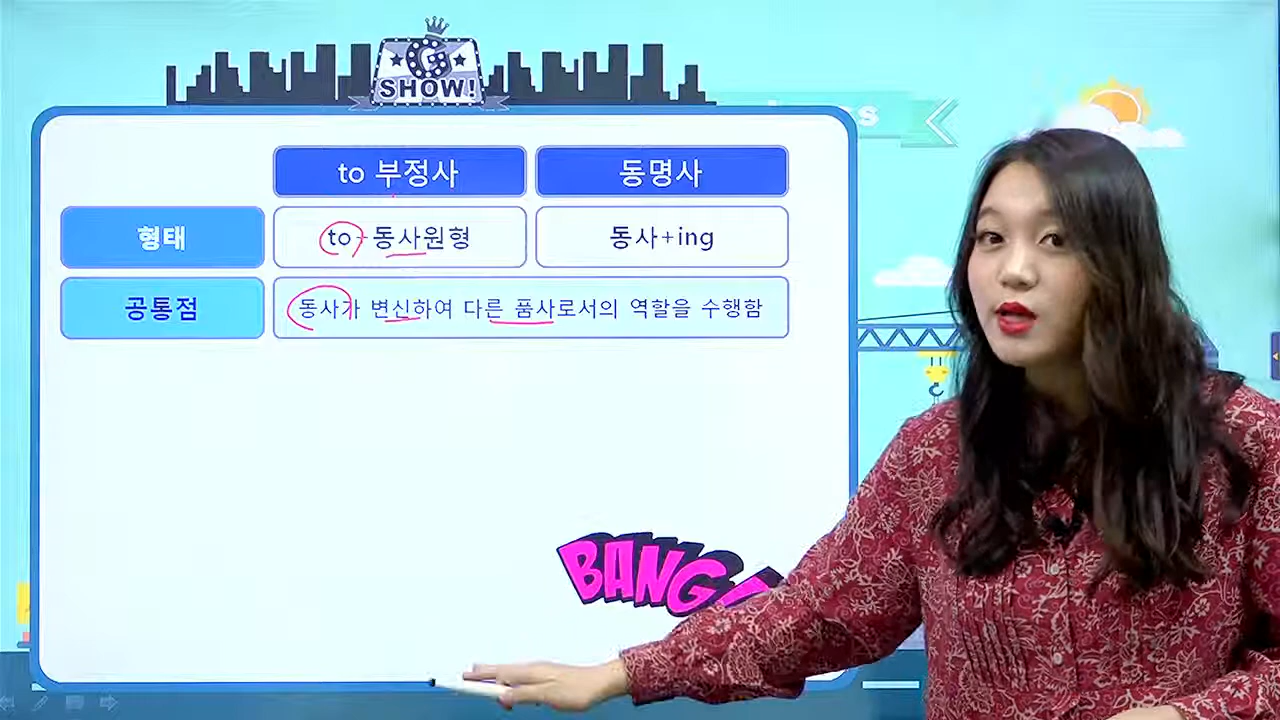 G
SHOW!
s
to 부정사
동명사
형태
to+동사원형
동사+ing
공통점
동사가 변신하여 다른 품사로서의 역할을 수행함
BANG